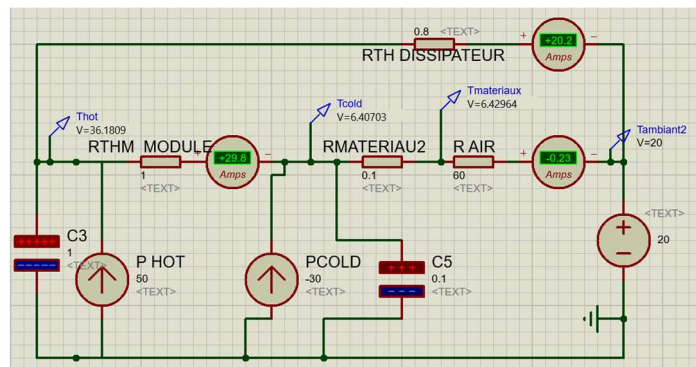 0.8 <TEXT>
RTH DISSIPATEUR
+ +20.2 −
Amps
Thot
V=36.1809
Tcold
V=6.40703
Tmateriaux
V=6.42964
Tambiant2
V=20
RTHM MODULE
1
<TEXT>
+ +29.8 −
Amps
RMATERIAU2
0.1
<TEXT>
R AIR
60
<TEXT>
+ -0.23 −
Amps
<TEXT>
20
C3
1
<TEXT>
P HOT
50
<TEXT>
PCOLD
-30
<TEXT>
C5
0.1
<TEXT>